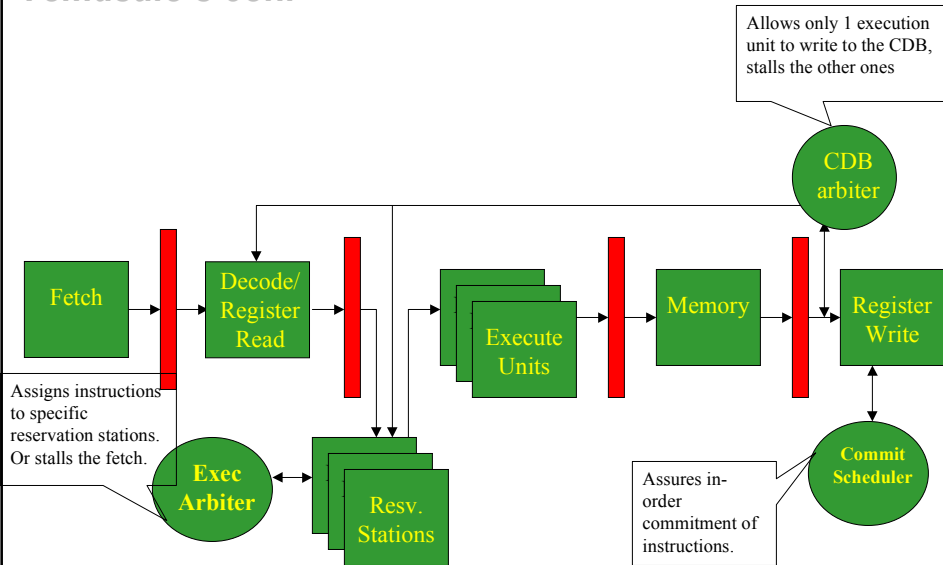 Allows only 1 execution
unit to write to the CDB,
stalls the other ones
CDB
arbiter
Fetch
Decode/
Register
Read
Execute
Units
Memory
Register
Write
Assigns instructions
to specific
reservation stations.
Or stalls the fetch.
Exec
Arbiter
Resv.
Stations
Assures in-
order
commitment of
instructions.
Commit
Scheduler